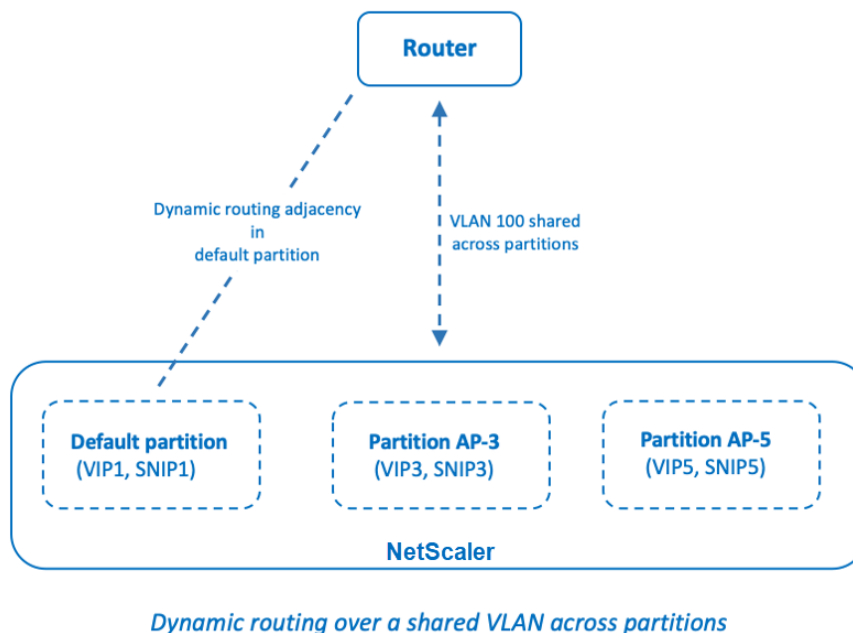 Router
Dynamic routing adjacency
in
default partition
VLAN 100 shared
across partitions
Default partition
(VIP1, SNIP1)
Partition AP-3
(VIP3, SNIP3)
Partition AP-5
(VIP5, SNIP5)
NetScaler
Dynamic routing over a shared VLAN across partitions